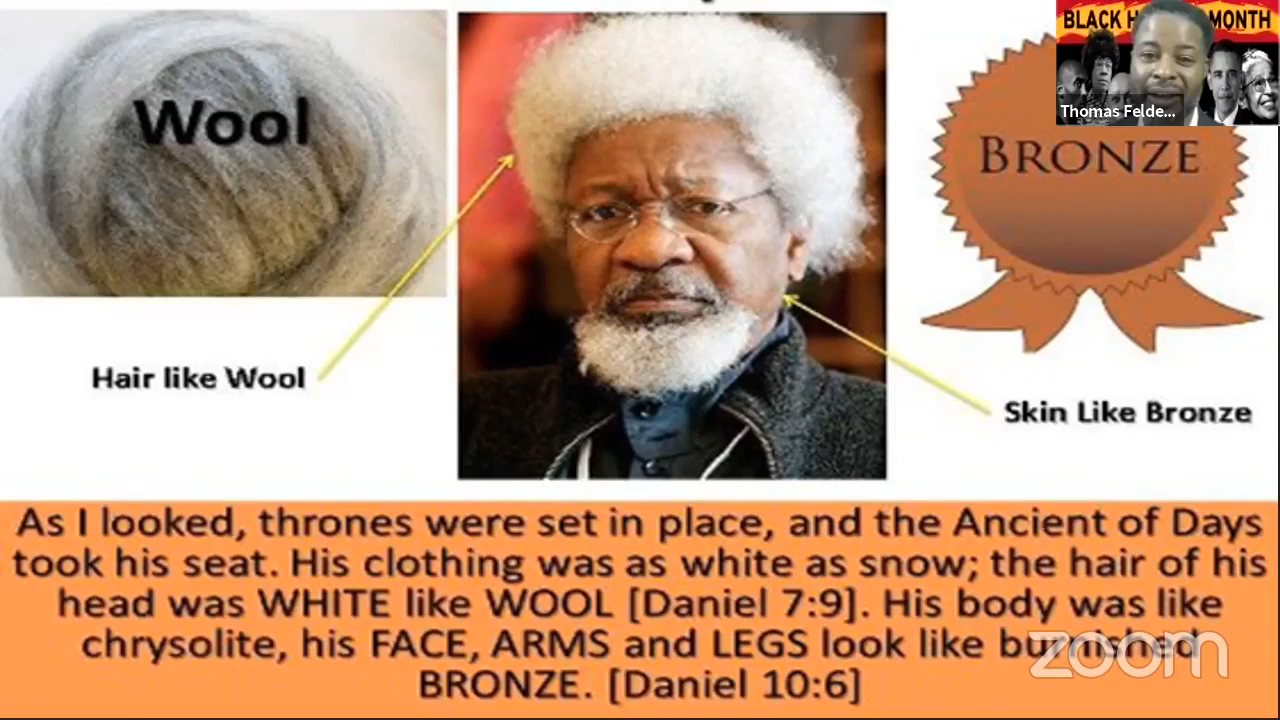 BLACK H MONTH
Thomas Felde...
Wool
BRONZE
Hair like Wool
Skin Like Bronze
As I looked, thrones were set in place, and the Ancient of Days
took his seat. His clothing was as white as snow; the hair of his
head was WHITE like WOOL [Daniel 7:9]. His body was like
chrysolite, his FACE, ARMS and LEGS look like burnished
BRONZE. [Daniel 10:6]
zoom